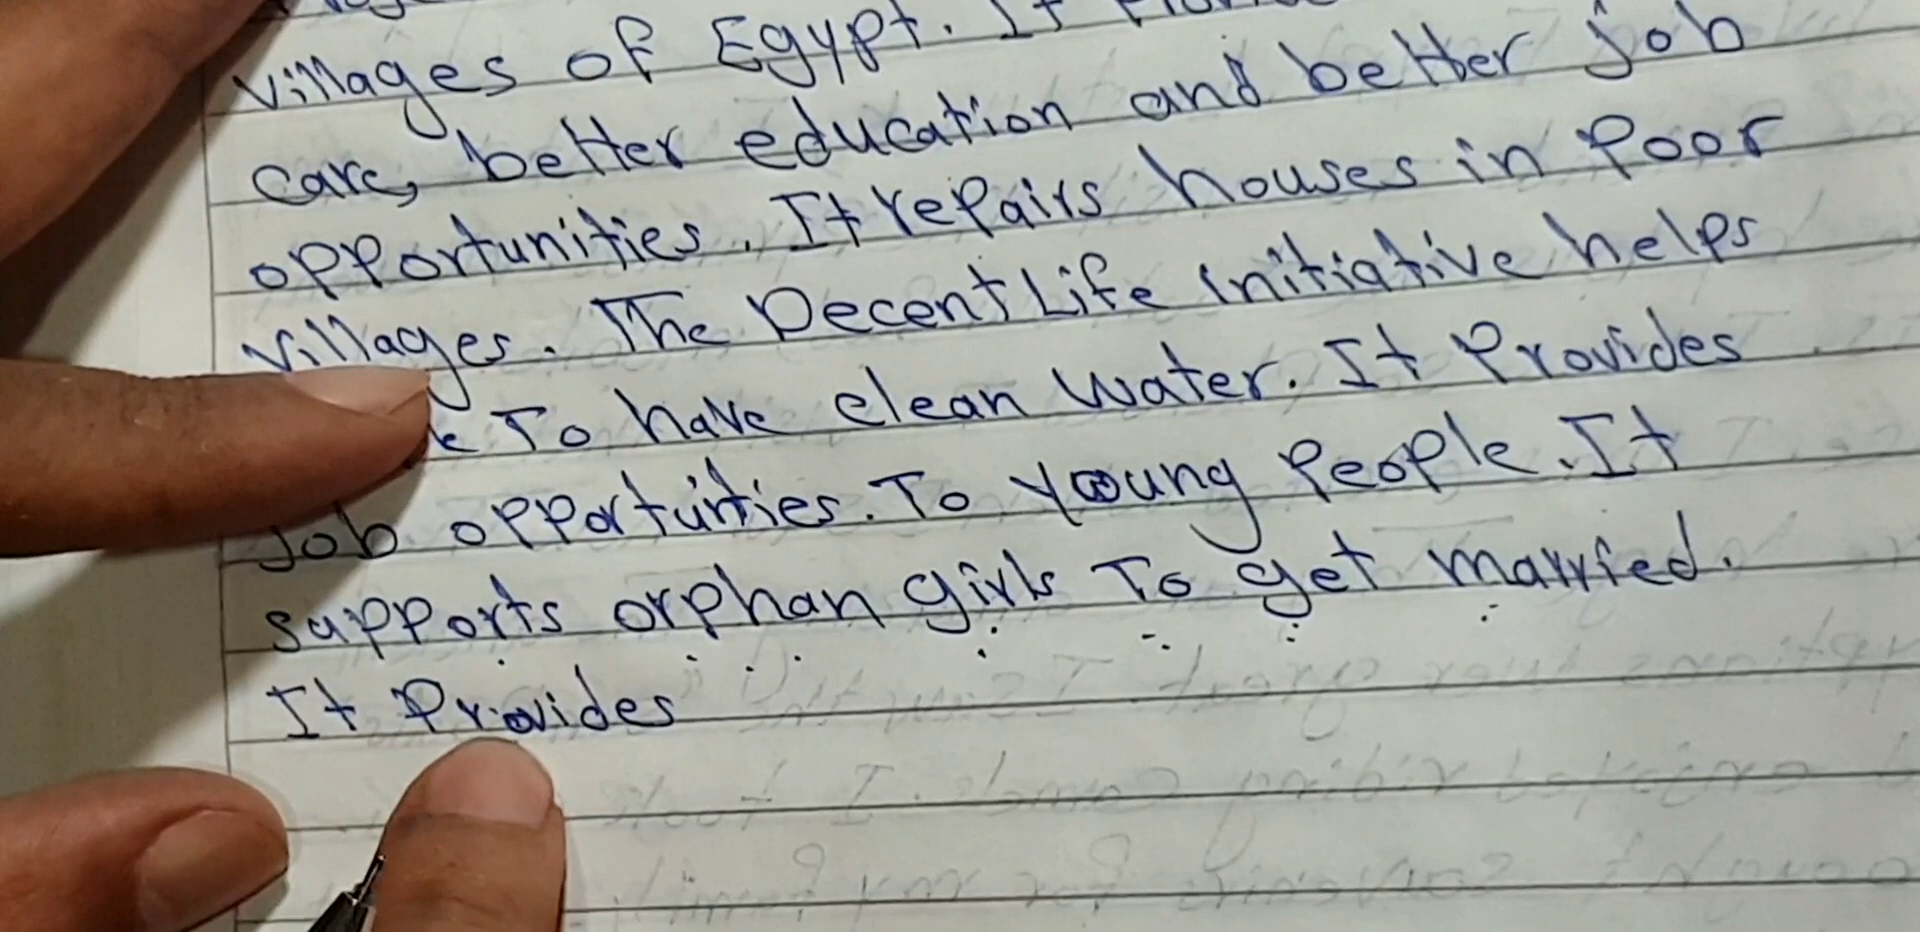 villages of Egypt. It
care, better education and better job
opportunities. It repairs houses in Poor
villages. The Decent Life initiative helps
To have clean water. It Provides
job opportuities. To young People. It
supports orphan girls To get married.
It Provides